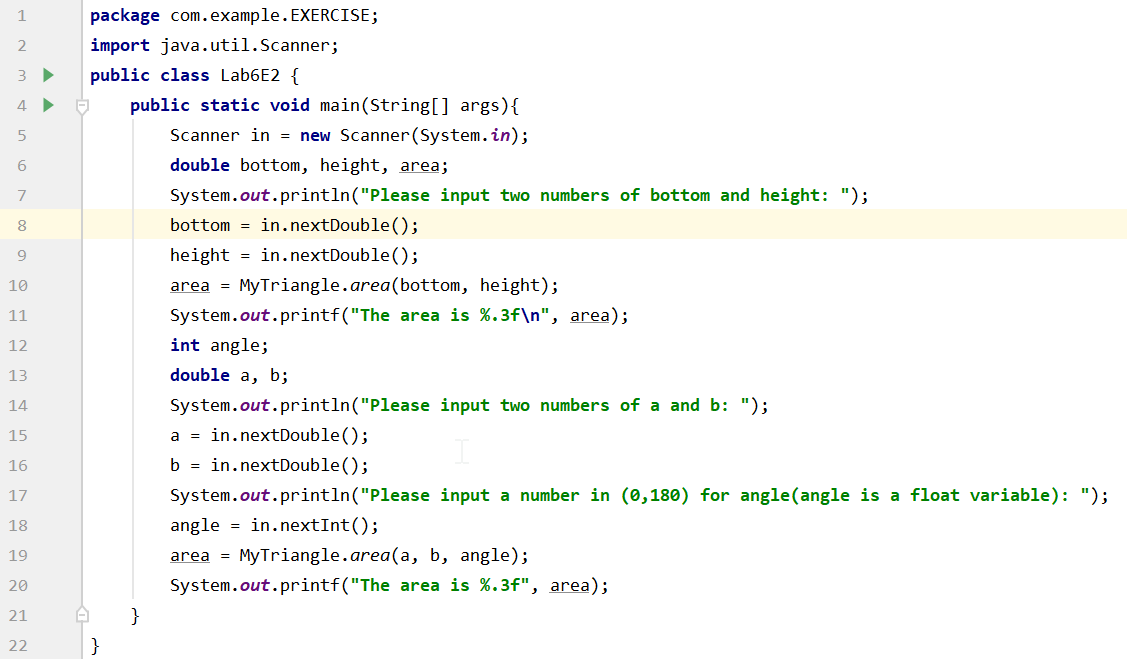 1 package com.example.EXERCISE;
2 import java.util.Scanner;
3 public class Lab6E2 {
4 public static void main(String[] args){
5 Scanner in = new Scanner(System.in);
6 double bottom, height, area;
7 System.out.println("Please input two numbers of bottom and height: ");
8 bottom = in.nextDouble();
9 height = in.nextDouble();
10 area = MyTriangle.area(bottom, height);
11 System.out.printf("The area is %.3f\n", area);
12 int angle;
13 double a, b;
14 System.out.println("Please input two numbers of a and b: ");
15 a = in.nextDouble();
16 b = in.nextDouble();
17 System.out.println("Please input a number in (0,180) for angle(angle is a float variable): ");
18 angle = in.nextInt();
19 area = MyTriangle.area(a, b, angle);
20 System.out.printf("The area is %.3f", area);
21 }
22 }